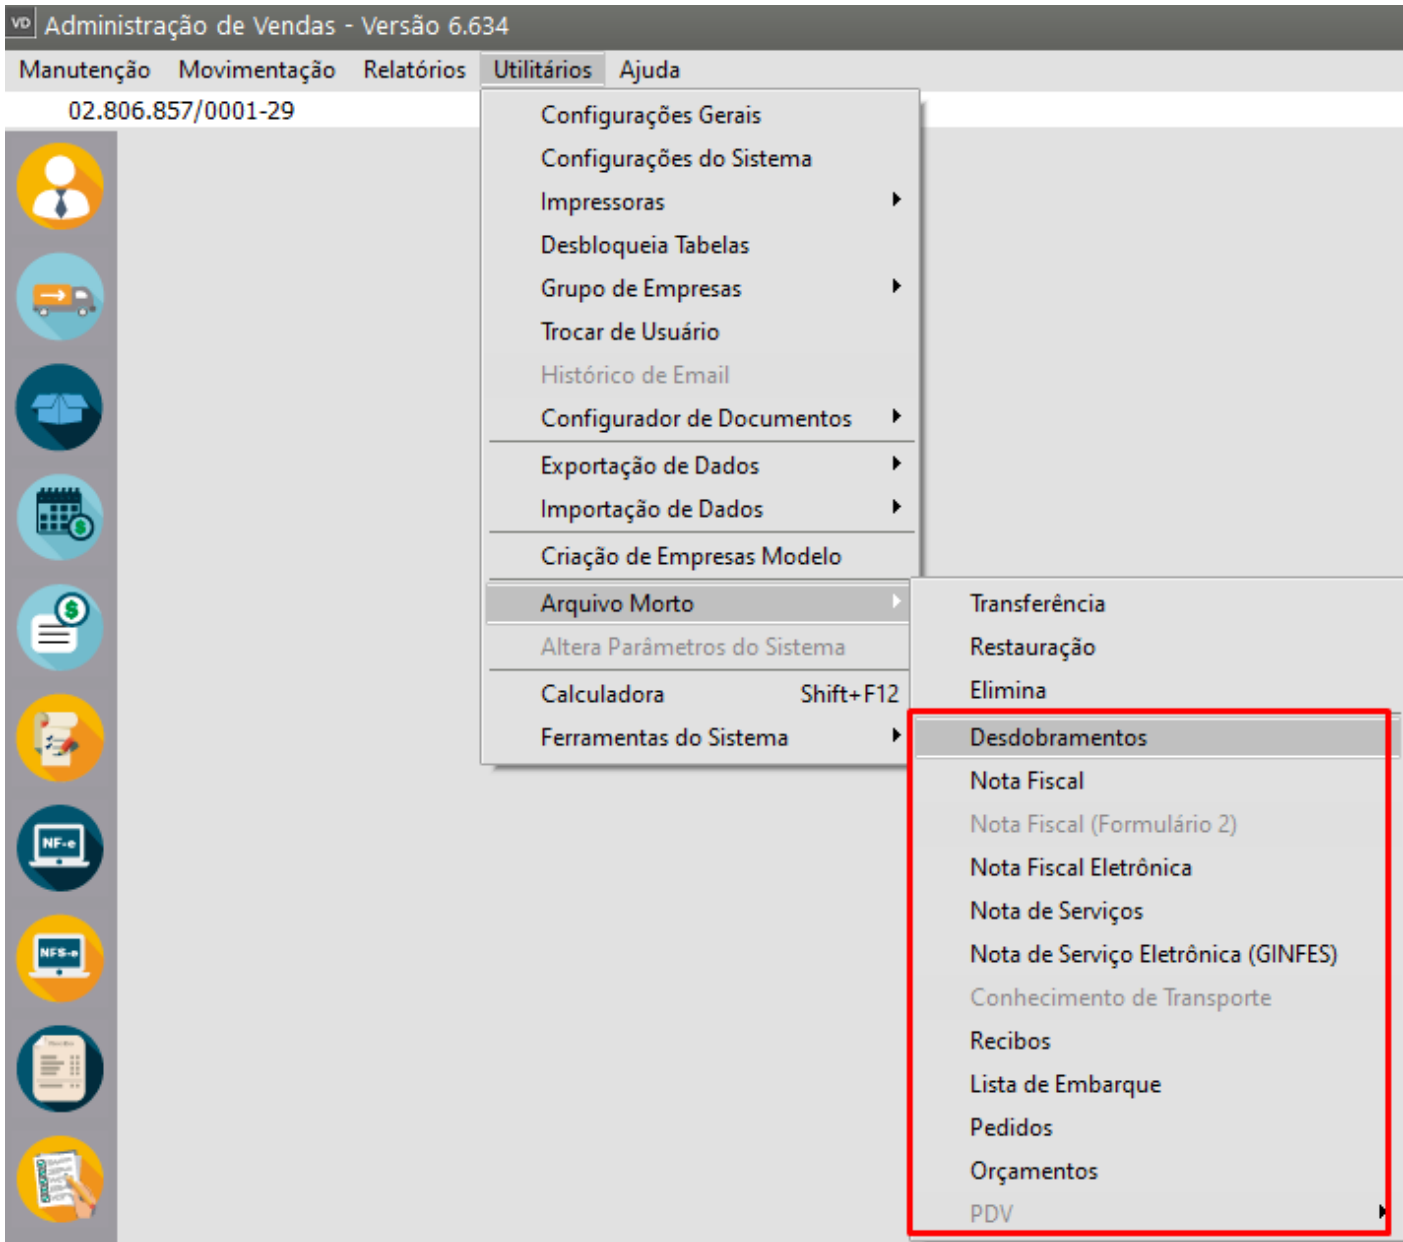 VD Administração de Vendas - Versão 6.634
Manutenção Movimentação Relatórios Utilitários Ajuda
02.806.857/0001-29
Configurações Gerais
Configurações do Sistema
Impressoras
Desbloqueia Tabelas
Grupo de Empresas
Trocar de Usuário
Histórico de Email
Configurador de Documentos
Exportação de Dados
Importação de Dados
Criação de Empresas Modelo
Arquivo Morto
Altera Parâmetros do Sistema
Calculadora Shift+F12
Ferramentas do Sistema
Transferência
Restauração
Elimina
Desdobramentos
Nota Fiscal
Nota Fiscal (Formulário 2)
Nota Fiscal Eletrônica
Nota de Serviços
Nota de Serviço Eletrônica (GINFES)
Conhecimento de Transporte
Recibos
Lista de Embarque
Pedidos
Orçamentos
PDV
NF-e
NFS-e